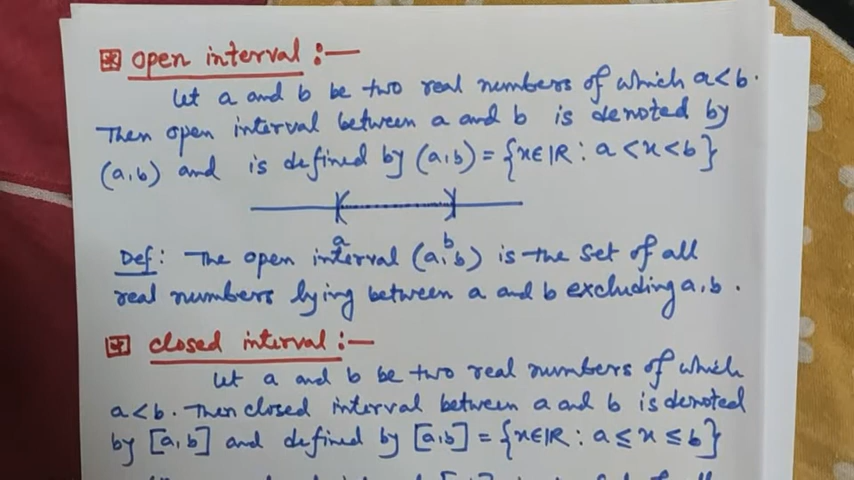 open interval :—
Let a and b be two real numbers of which a<b.
Then open interval between a and b is denoted by
(a,b) and is defined by (a,b) = {x∈ℝ : a<x<b}
a b
Def: The open interval (a,b) is the set of all
real numbers lying between a and b excluding a,b.
closed interval :—
Let a and b be two real numbers of which
a<b. Then closed interval between a and b is denoted
by [a,b] and defined by [a,b] = {x∈ℝ : a≤x≤b}